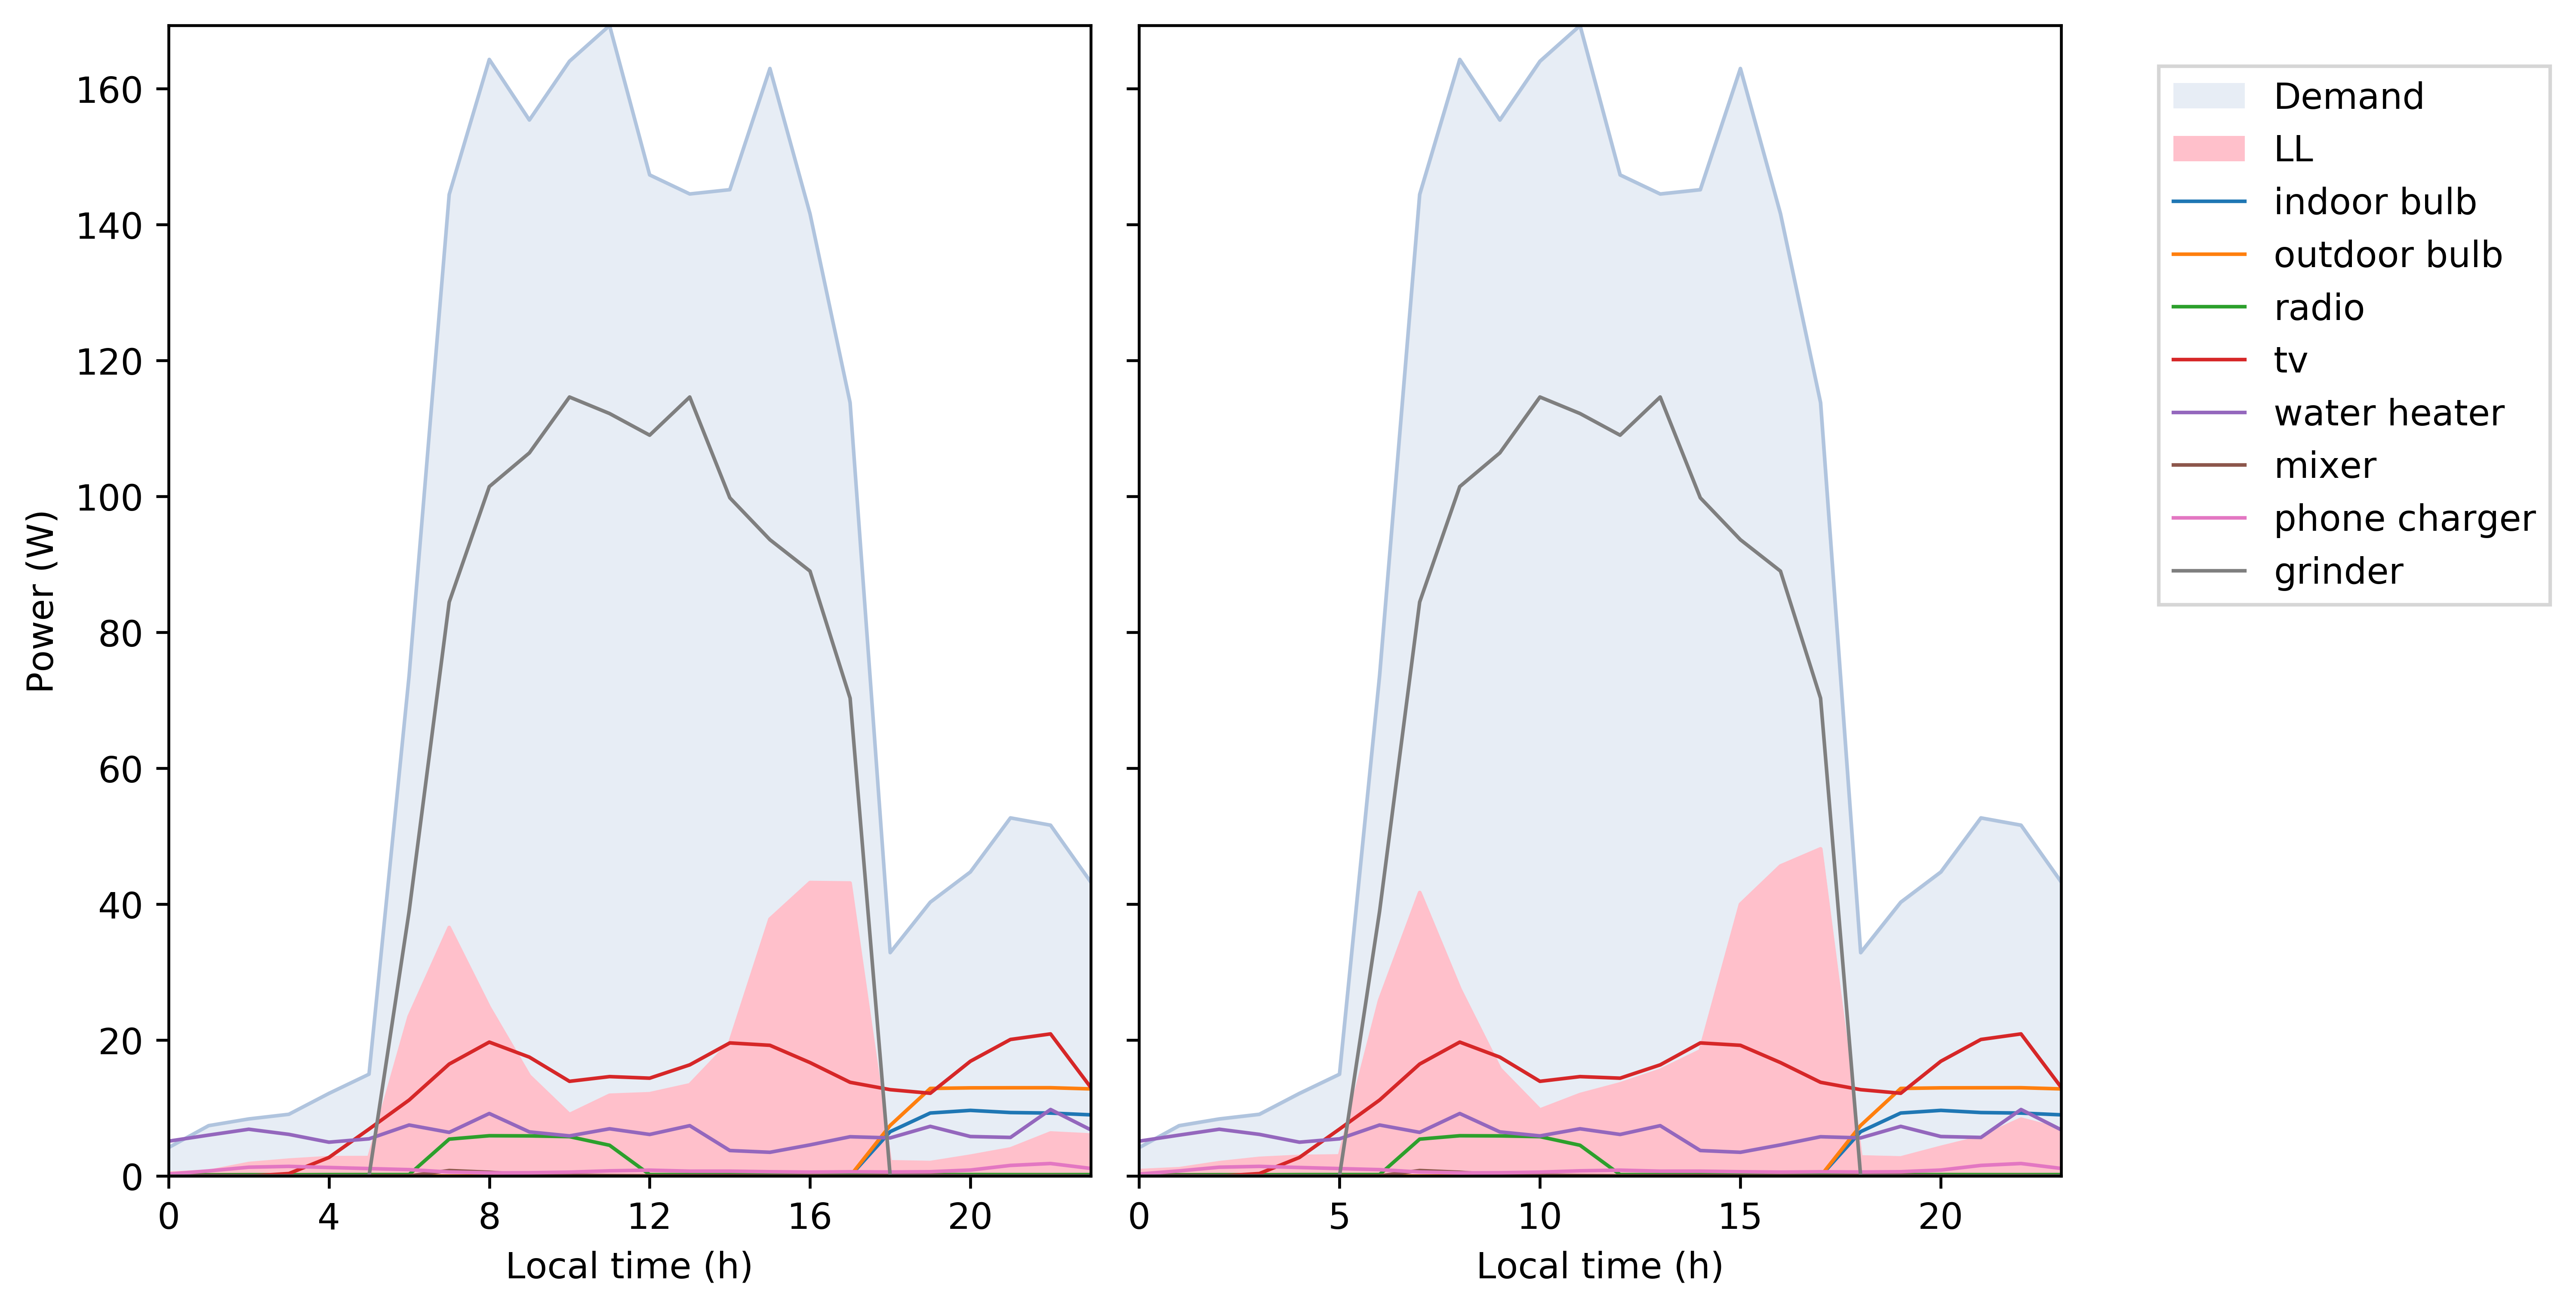 160
140
120
100
80
60
40
20
0
Power (W)
0 4 8 12 16 20
Local time (h)
0 5 10 15 20
Local time (h)
Demand
LL
indoor bulb
outdoor bulb
radio
tv
water heater
mixer
phone charger
grinder